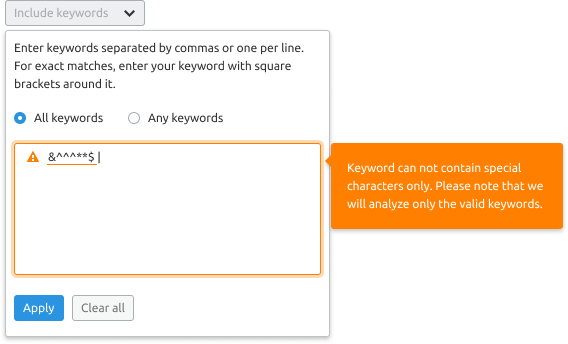 Include keywords
Enter keywords separated by commas or one per line.
For exact matches, enter your keyword with square
brackets around it.
All keywords
Any keywords
&^^^**$
Keyword can not contain special
characters only. Please note that we
will analyze only the valid keywords.
Apply
Clear all